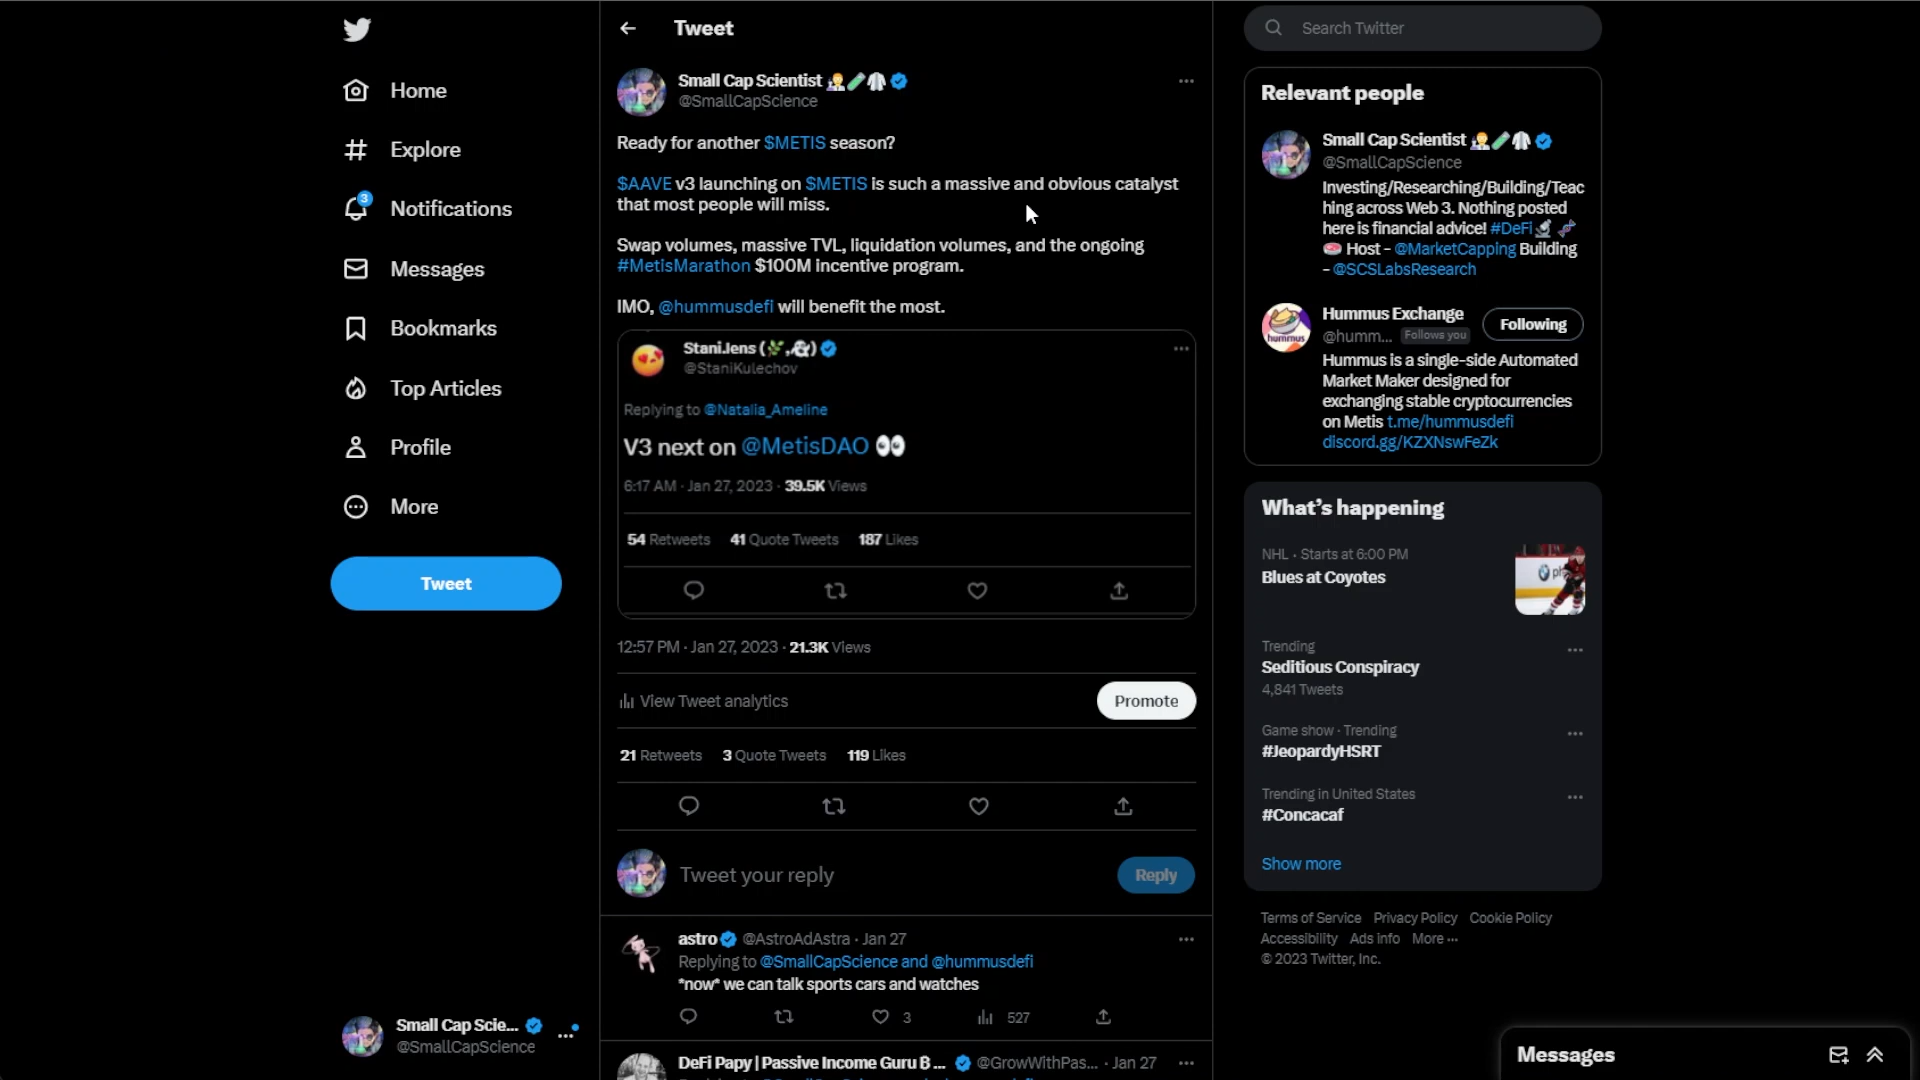 Home
Explore
3
Notifications
Messages
Bookmarks
Top Articles
Profile
More
Tweet
Small Cap Scie...
@SmallCapScience
Tweet
Small Cap Scientist
@SmallCapScience
Ready for another $METIS season?
$AAVE v3 launching on $METIS is such a massive and obvious catalyst
that most people will miss.
Swap volumes, massive TVL, liquidation volumes, and the ongoing
#MetisMarathon $100M incentive program.
IMO, @hummusdefi will benefit the most.
Stani.lens (🌿,👻)
@StaniKulechov
Replying to @Natalia_Ameline
V3 next on @MetisDAO 👀
6:17 AM · Jan 27, 2023 · 39.5K Views
54 Retweets 41 Quote Tweets 187 Likes
12:57 PM · Jan 27, 2023 · 21.3K Views
View Tweet analytics
Promote
21 Retweets 3 Quote Tweets 119 Likes
Tweet your reply
Reply
astro @AstroAdAstra · Jan 27
Replying to @SmallCapScience and @hummusdefi
*now* we can talk sports cars and watches
3 527
DeFi Papy | Passive Income Guru ₿ ... @GrowWithPas... · Jan 27
Search Twitter
Relevant people
Small Cap Scientist
@SmallCapScience
Investing/Researching/Building/Teac
hing across Web 3. Nothing posted
here is financial advice! #DeFi🔬🧬
🧫 Host - @MarketCapping Building
- @SCSLabsResearch
hummus
Hummus Exchange
@humm... Follows you
Following
Hummus is a single-side Automated
Market Maker designed for
exchanging stable cryptocurrencies
on Metis t.me/hummusdefi
discord.gg/KZXNswFeZk
What's happening
NHL · Starts at 6:00 PM
Blues at Coyotes
Trending
Seditious Conspiracy
4,841 Tweets
Game show · Trending
#JeopardyHSRT
Trending in United States
#Concacaf
Show more
Terms of Service Privacy Policy Cookie Policy
Accessibility Ads info More ...
© 2023 Twitter, Inc.
Messages